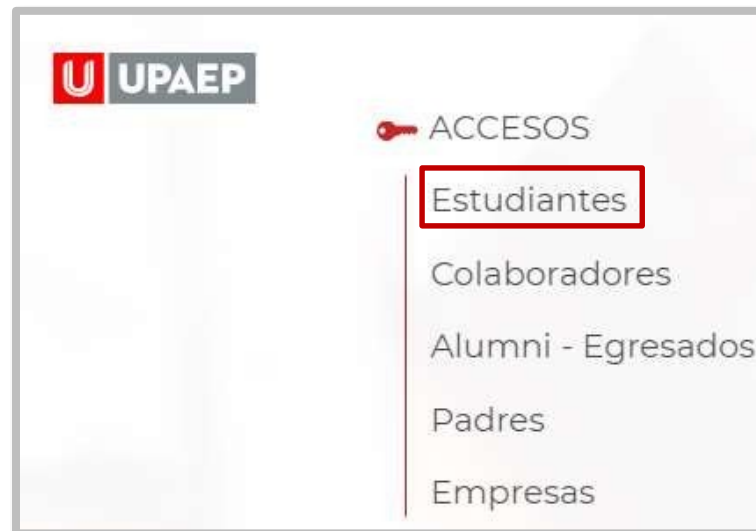 U UPAEP
ACCESOS
Estudiantes
Colaboradores
Alumni - Egresados
Padres
Empresas